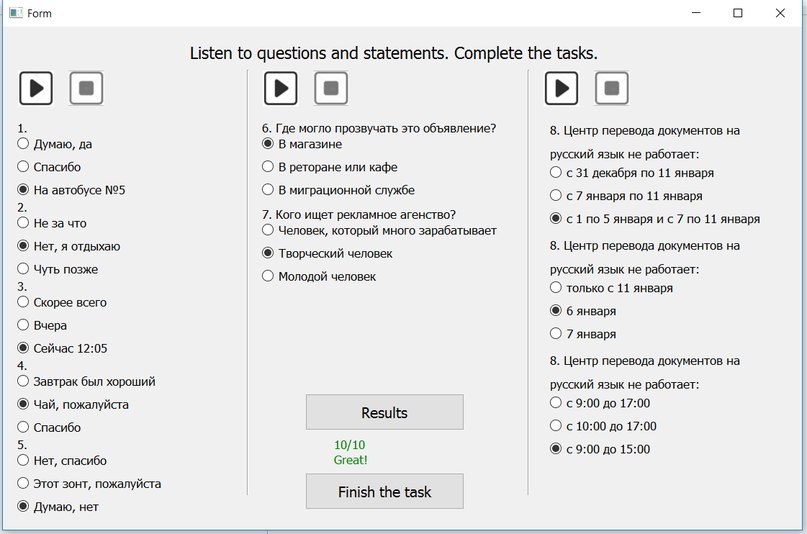 Form
Listen to questions and statements. Complete the tasks.
1.
Думаю, да
Спасибо
На автобусе №5
2.
Не за что
Нет, я отдыхаю
Чуть позже
3.
Скорее всего
Вчера
Сейчас 12:05
4.
Завтрак был хороший
Чай, пожалуйста
Спасибо
5.
Нет, спасибо
Этот зонт, пожалуйста
Думаю, нет
6. Где могло прозвучать это объявление?
В магазине
В реторане или кафе
В миграционной службе
7. Кого ищет рекламное агенство?
Человек, который много зарабатывает
Творческий человек
Молодой человек
Results
10/10
Great!
Finish the task
8. Центр перевода документов на
русский язык не работает:
с 31 декабря по 11 января
с 7 января по 11 января
с 1 по 5 января и с 7 по 11 января
8. Центр перевода документов на
русский язык не работает:
только с 11 января
6 января
7 января
8. Центр перевода документов на
русский язык не работает:
с 9:00 до 17:00
с 10:00 до 17:00
с 9:00 до 15:00